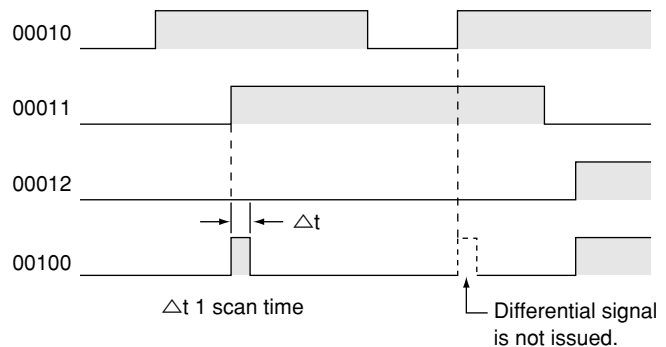 00010
00011
00012
△t
00100
△t 1 scan time
Differential signal
is not issued.